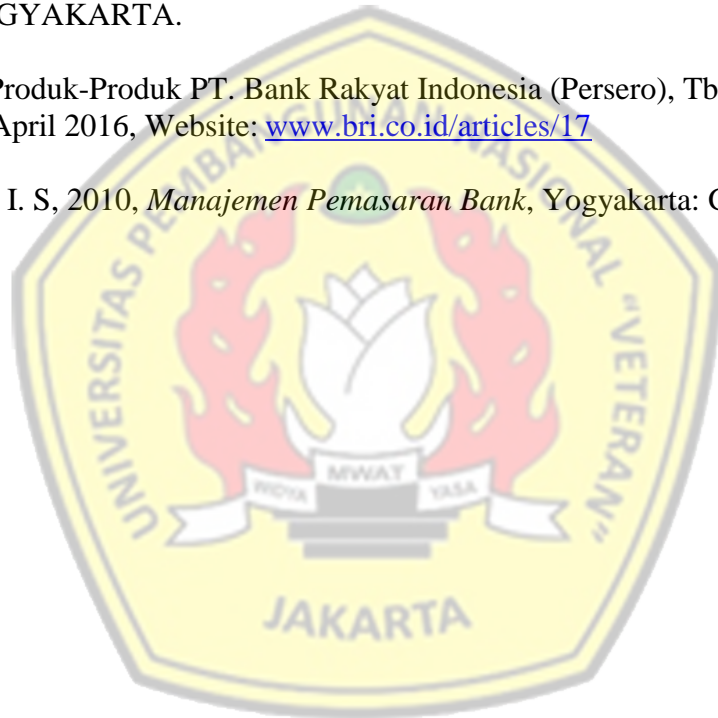 GYAKARTA.
Produk-Produk PT. Bank Rakyat Indonesia (Persero), Tb
April 2016, Website: www.bri.co.id/articles/17
I. S, 2010, Manajemen Pemasaran Bank, Yogyakarta: G
UNIVERSITAS PEMBANGUNAN NASIONAL "VETERAN"
WIDYA MWAT YASA
JAKARTA